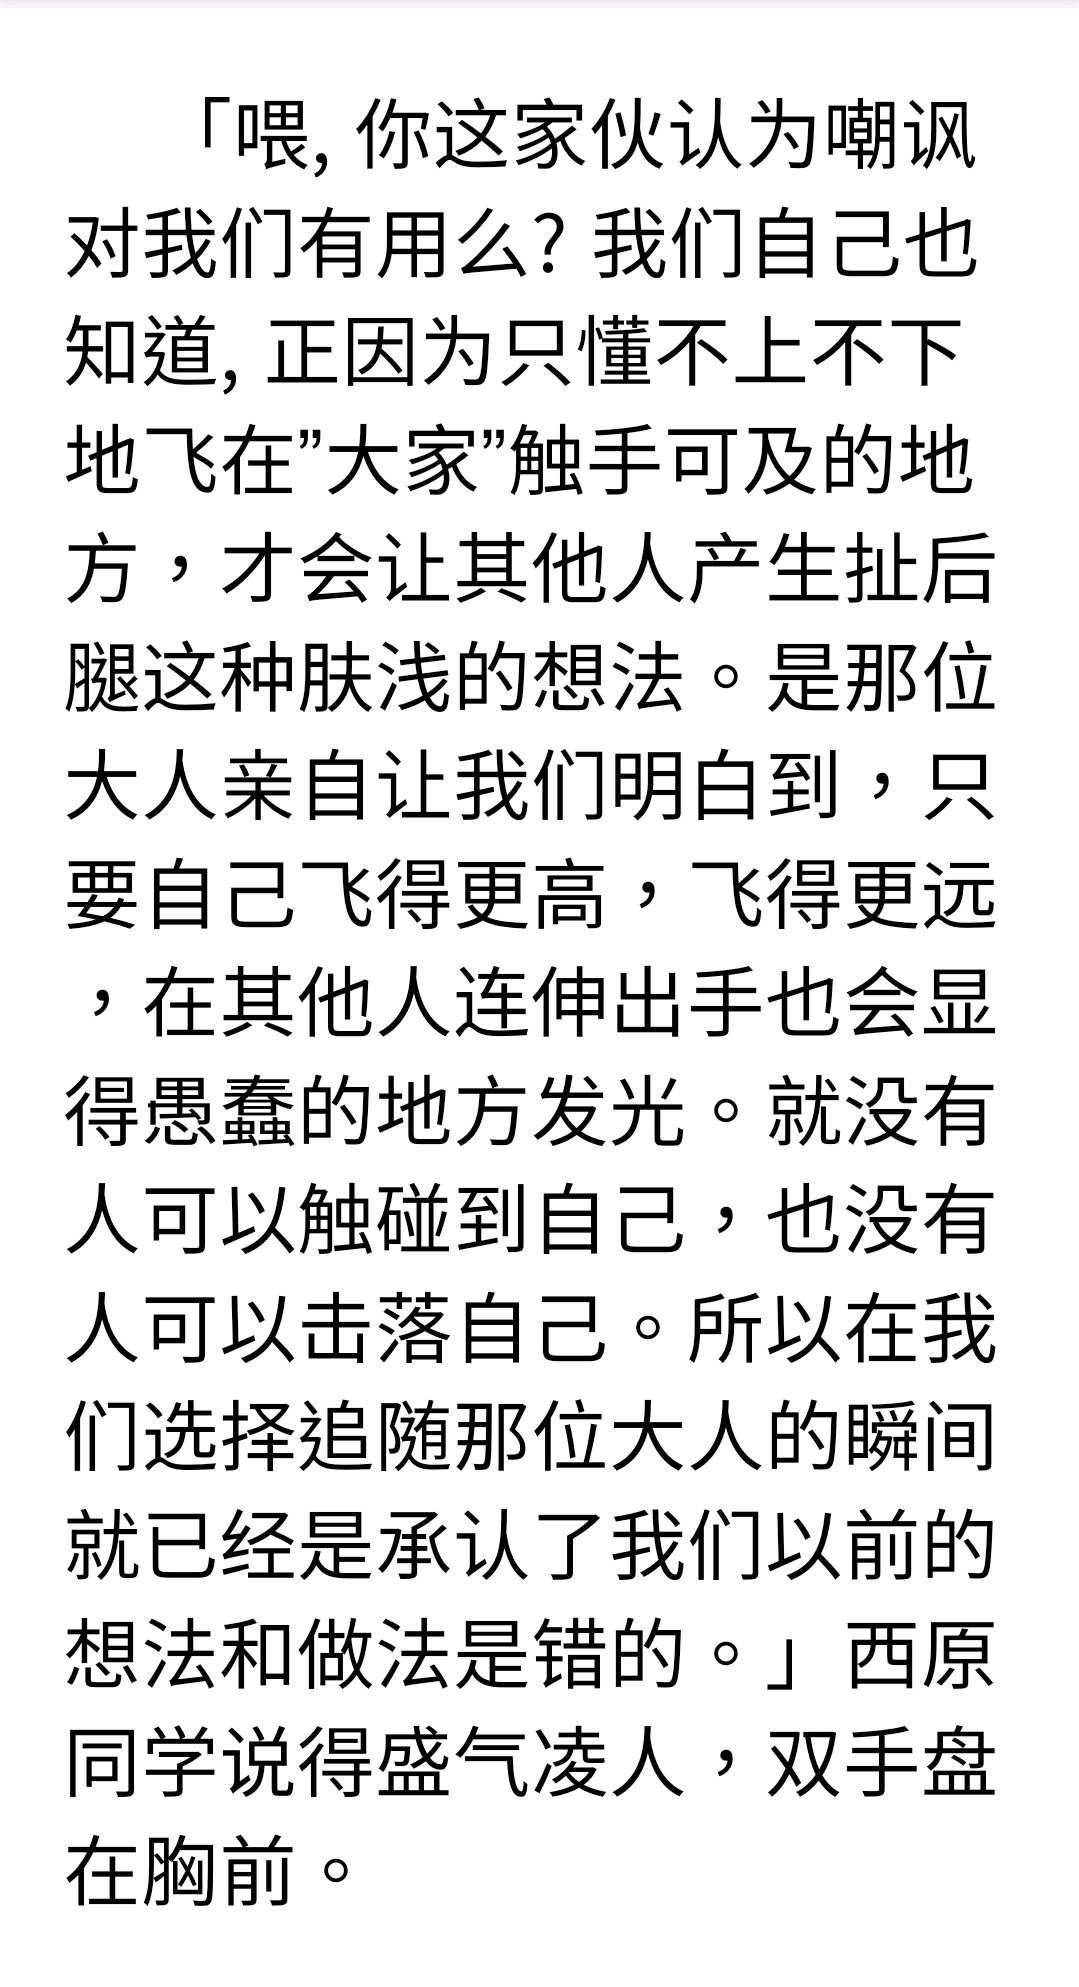 「喂, 你这家伙认为嘲讽
对我们有用么? 我们自己也
知道, 正因为只懂不上不下
地飞在”大家”触手可及的地
方，才会让其他人产生扯后
腿这种肤浅的想法。是那位
大人亲自让我们明白到，只
要自己飞得更高，飞得更远
，在其他人连伸出手也会显
得愚蠢的地方发光。就没有
人可以触碰到自己，也没有
人可以击落自己。所以在我
们选择追随那位大人的瞬间
就已经是承认了我们以前的
想法和做法是错的。」西原
同学说得盛气凌人，双手盘
在胸前。